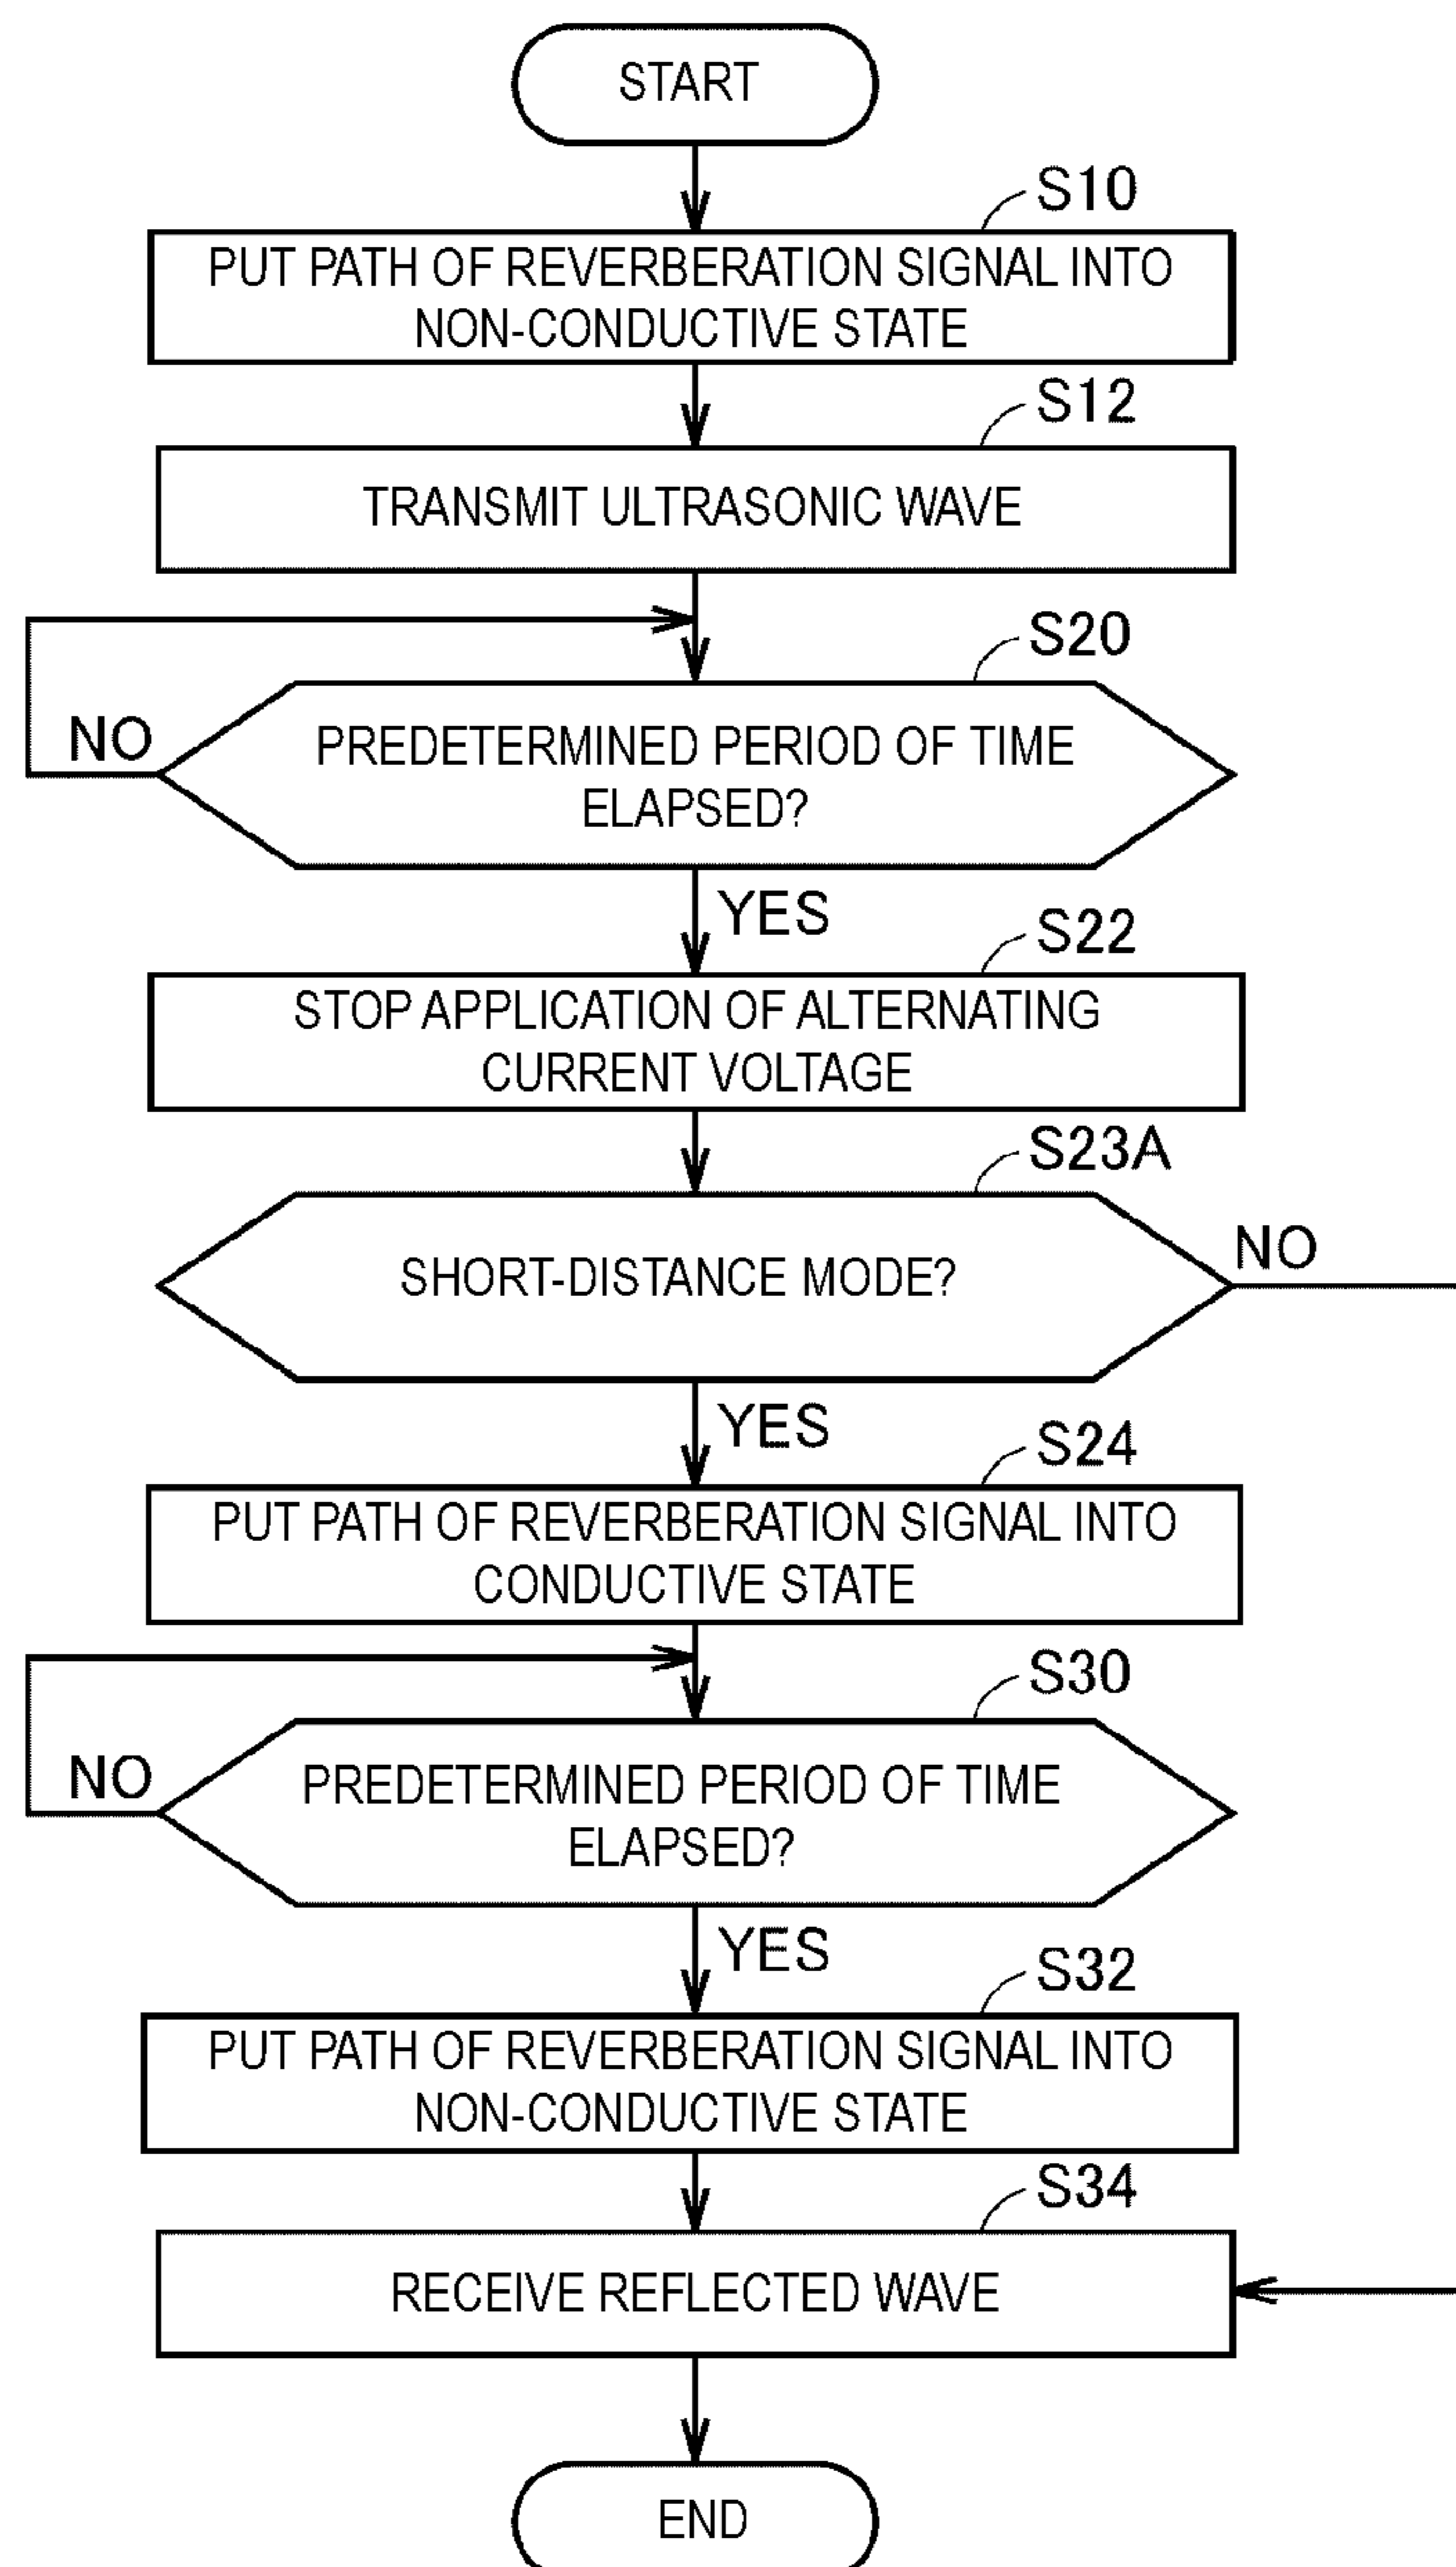 START
S10
PUT PATH OF REVERBERATION SIGNAL INTO
NON-CONDUCTIVE STATE
S12
TRANSMIT ULTRASONIC WAVE
S20
NO
PREDETERMINED PERIOD OF TIME
ELAPSED?
YES
S22
STOP APPLICATION OF ALTERNATING
CURRENT VOLTAGE
S23A
NO
SHORT-DISTANCE MODE?
YES
S24
PUT PATH OF REVERBERATION SIGNAL INTO
CONDUCTIVE STATE
S30
NO
PREDETERMINED PERIOD OF TIME
ELAPSED?
YES
S32
PUT PATH OF REVERBERATION SIGNAL INTO
NON-CONDUCTIVE STATE
S34
RECEIVE REFLECTED WAVE
END